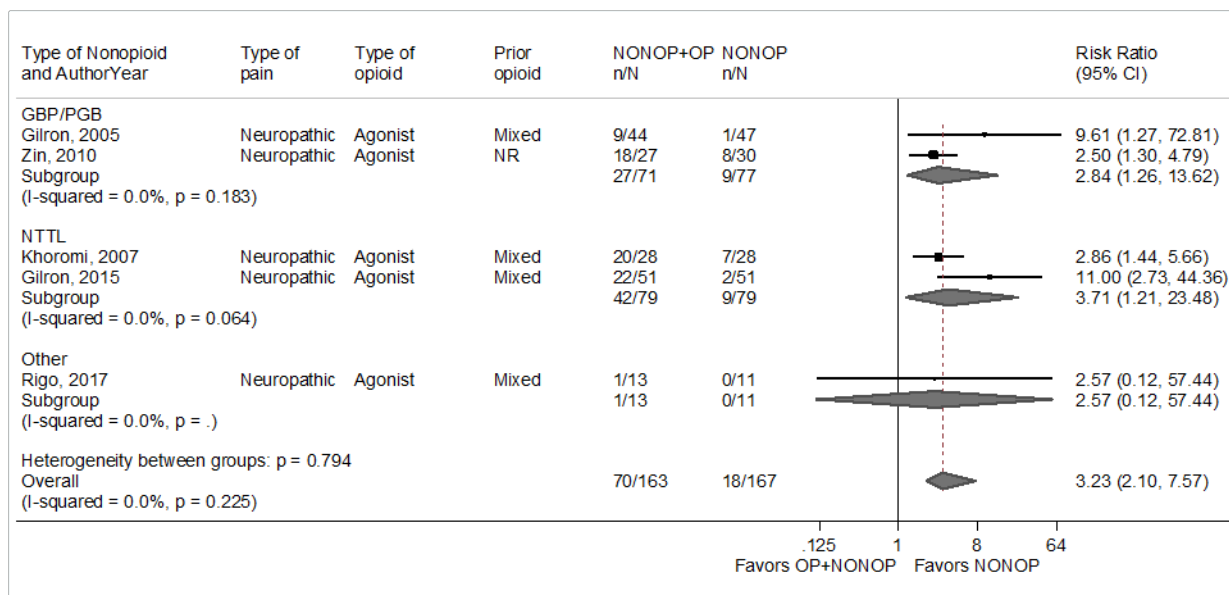 Type of Nonopioid Type of Type of Prior NONOP+OP NONOP Risk Ratio
and AuthorYear pain opioid opioid n/N n/N (95% CI)
GBP/PGB
Gilron, 2005 Neuropathic Agonist Mixed 9/44 1/47 9.61 (1.27, 72.81)
Zin, 2010 Neuropathic Agonist NR 18/27 8/30 2.50 (1.30, 4.79)
Subgroup 27/71 9/77 2.84 (1.26, 13.62)
(I-squared = 0.0%, p = 0.183)
NTTL
Khoromi, 2007 Neuropathic Agonist Mixed 20/28 7/28 2.86 (1.44, 5.66)
Gilron, 2015 Neuropathic Agonist Mixed 22/51 2/51 11.00 (2.73, 44.36)
Subgroup 42/79 9/79 3.71 (1.21, 23.48)
(I-squared = 0.0%, p = 0.064)
Other
Rigo, 2017 Neuropathic Agonist Mixed 1/13 0/11 2.57 (0.12, 57.44)
Subgroup 1/13 0/11 2.57 (0.12, 57.44)
(I-squared = 0.0%, p = .)
Heterogeneity between groups: p = 0.794
Overall 70/163 18/167 3.23 (2.10, 7.57)
(I-squared = 0.0%, p = 0.225)
.125 1 8 64
Favors OP+NONOP Favors NONOP